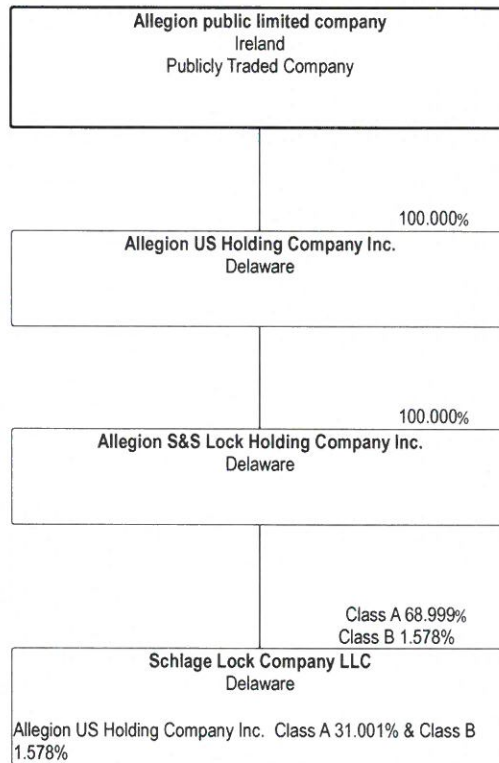 Allegion public limited company
Ireland
Publicly Traded Company
100.000%
Allegion US Holding Company Inc.
Delaware
100.000%
Allegion S&S Lock Holding Company Inc.
Delaware
Class A 68.999%
Class B 1.578%
Schlage Lock Company LLC
Delaware
Allegion US Holding Company Inc. Class A 31.001% & Class B
1.578%